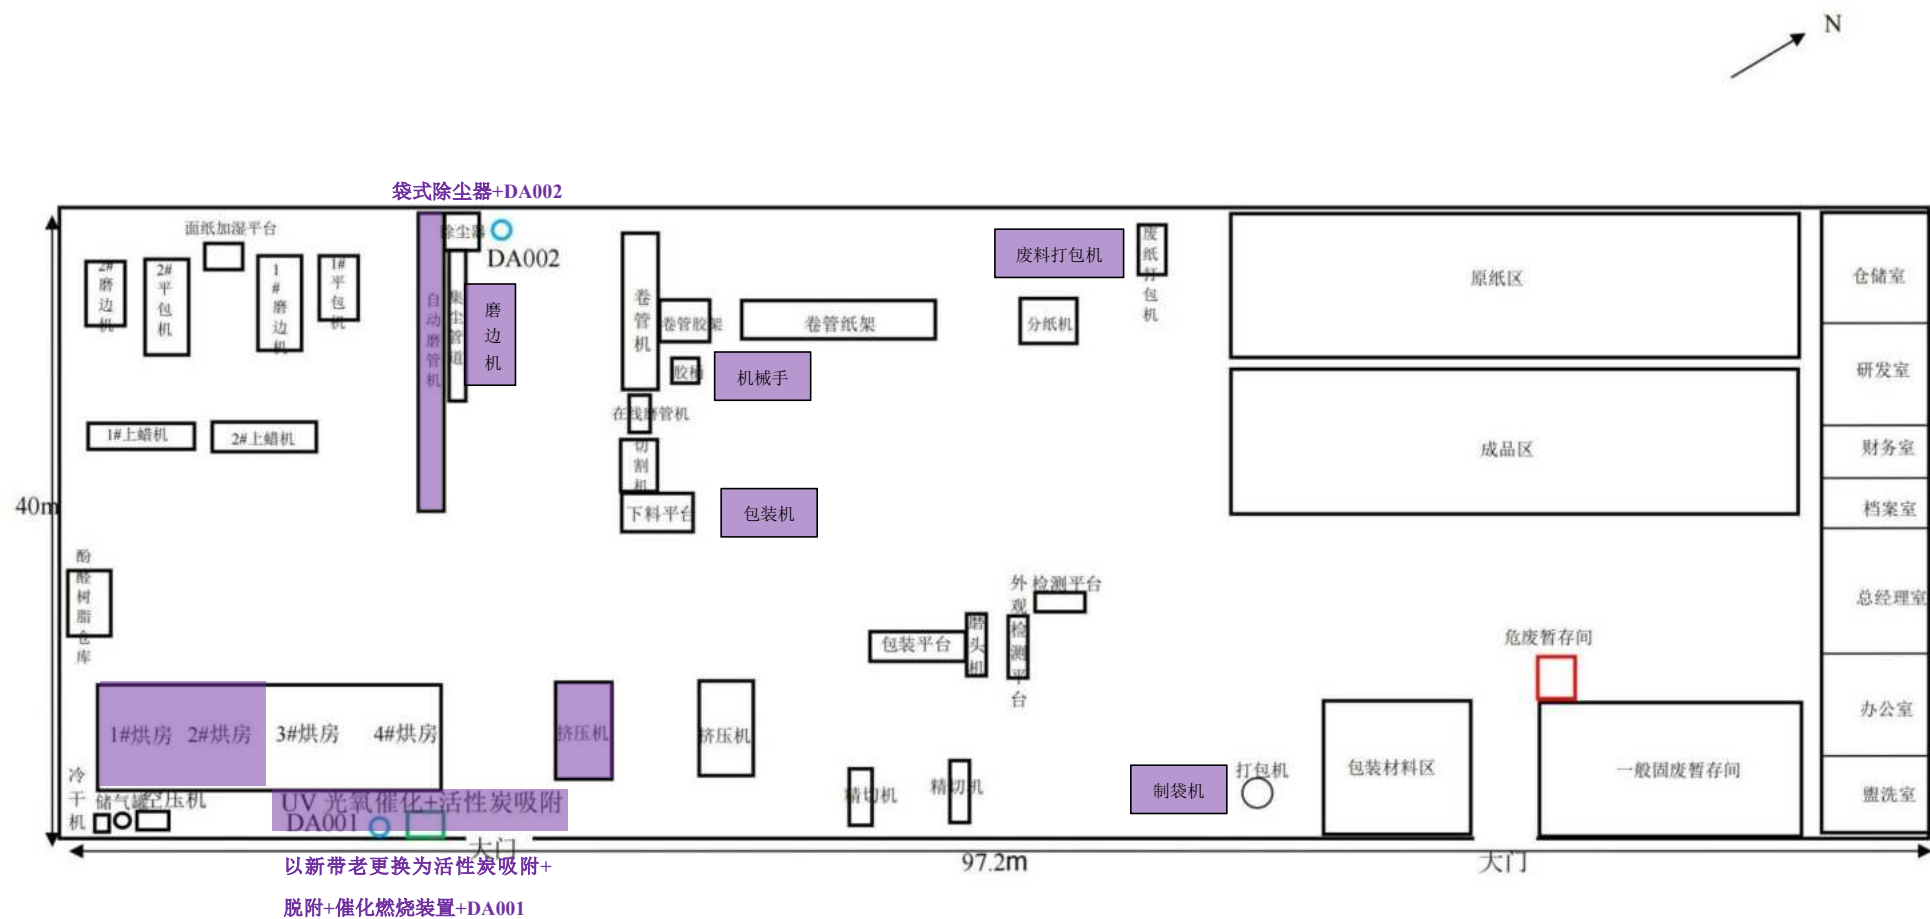 N
袋式除尘器+DA002
面纸加湿平台
除尘器
DA002
2#磨边机
2#平包机
1#磨边机
1#平包机
自动磨管机
集尘管道
磨边机
卷管机
卷管胶架
卷管纸架
胶桶
机械手
废料打包机
废纸打包机
分纸机
原纸区
仓储室
研发室
1#上蜡机
2#上蜡机
在线磨管机
切割机
下料平台
包装机
成品区
财务室
档案室
40m
酚醛树脂仓库
外观检测平台
检测平台
包装平台
磨头机
危废暂存间
总经理室
1#烘房
2#烘房
3#烘房
4#烘房
挤压机
挤压机
办公室
冷干机
储气罐
空压机
UV 光氧催化+活性炭吸附
DA001
精切机
精切机
制袋机
打包机
包装材料区
一般固废暂存间
盥洗室
大门
97.2m
大门
以新带老更换为活性炭吸附+
脱附+催化燃烧装置+DA001